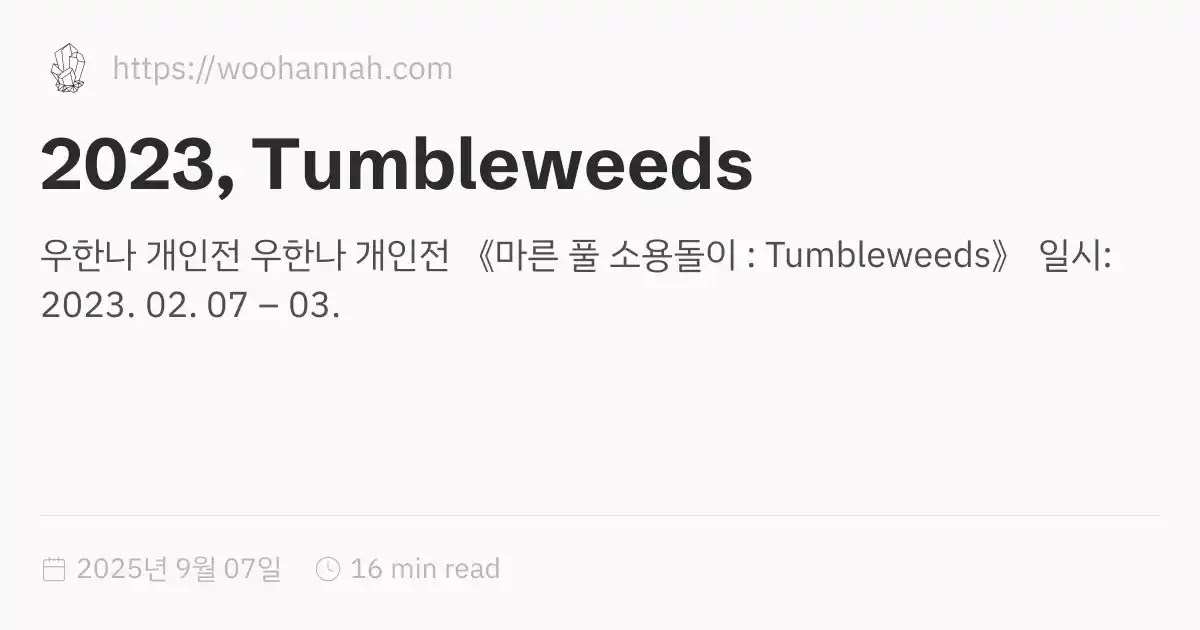 https://woohannah.com
2023, Tumbleweeds
우한나 개인전 우한나 개인전 《마른 풀 소용돌이 : Tumbleweeds》 일시:
2023. 02. 07 – 03.
2025년 9월 07일 16 min read